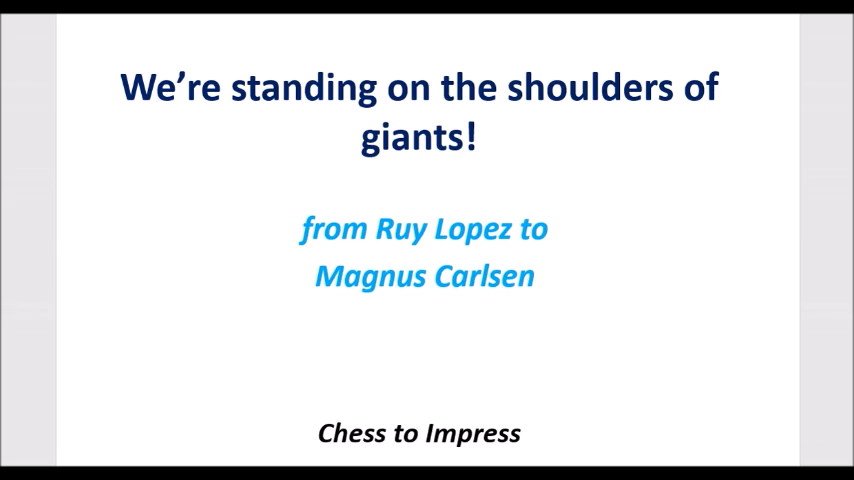 We’re standing on the shoulders of
giants!
from Ruy Lopez to
Magnus Carlsen
Chess to Impress